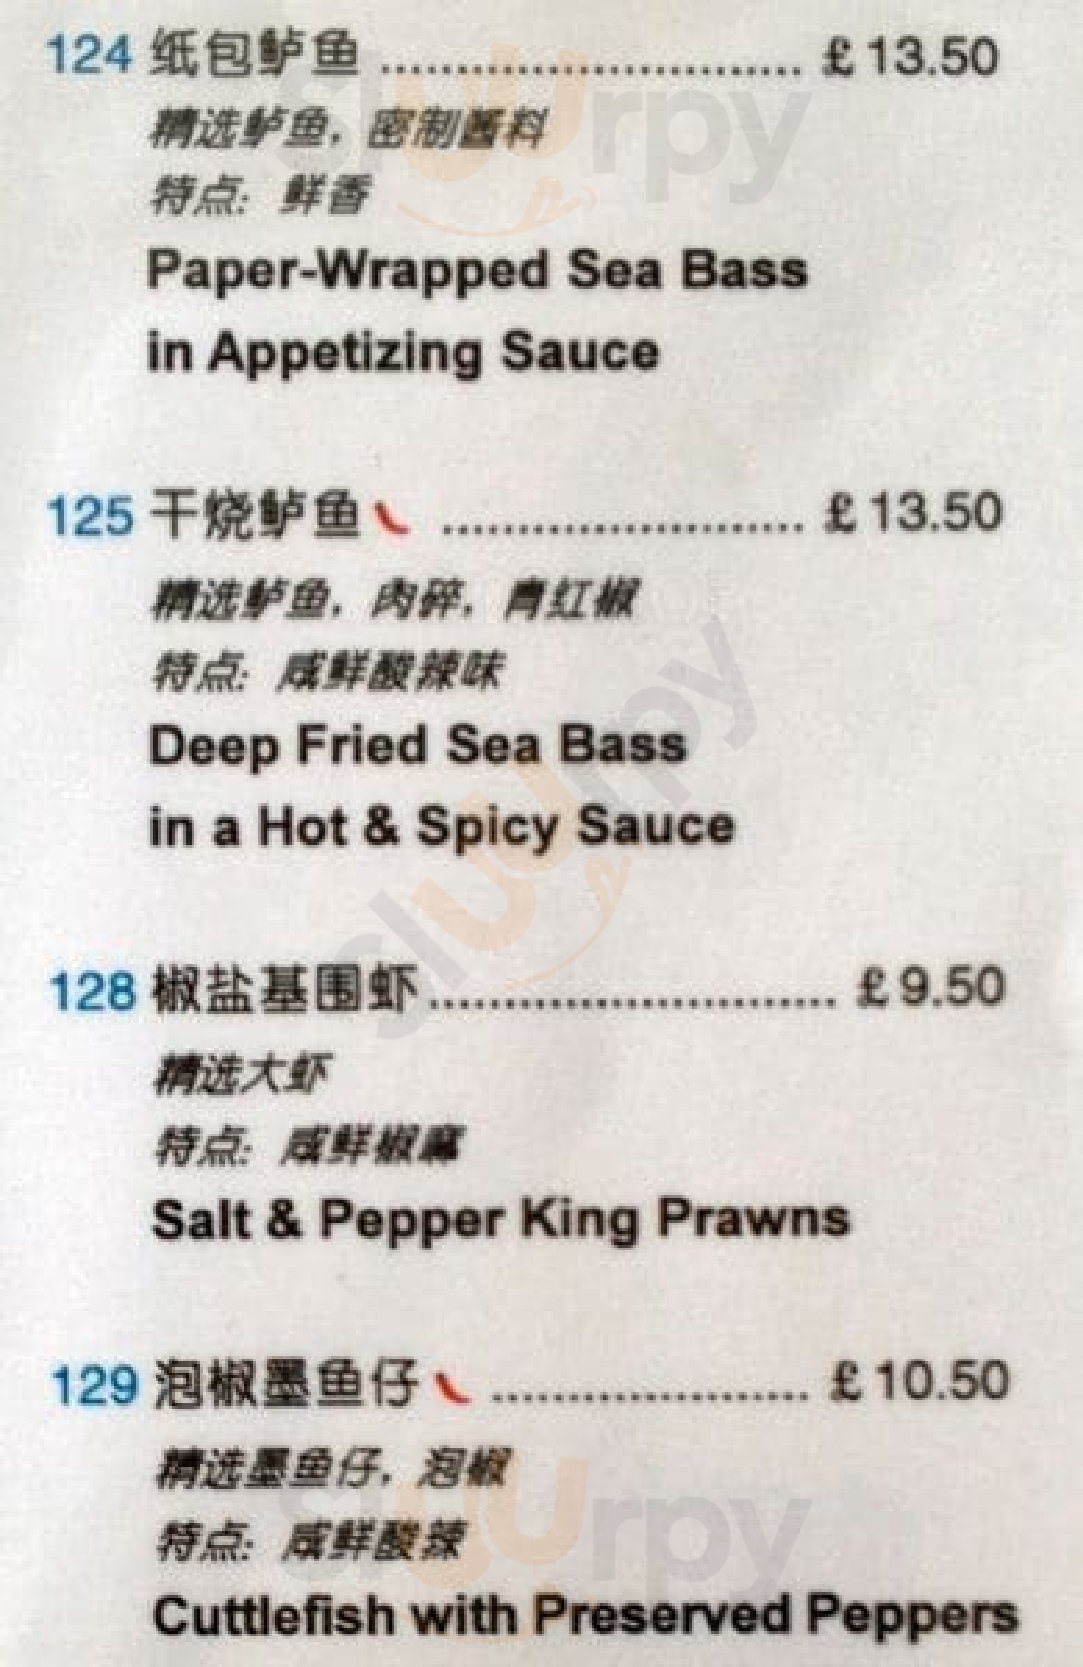 124 纸包鲈鱼 ............................ £ 13.50
精选鲈鱼，密制酱料
特点：鲜香
Paper-Wrapped Sea Bass
in Appetizing Sauce
125 干烧鲈鱼 ........................ £ 13.50
精选鲈鱼，肉碎，青红椒
特点：咸鲜酸辣味
Deep Fried Sea Bass
in a Hot & Spicy Sauce
128 椒盐基围虾 ........................... £ 9.50
精选大虾
特点：咸鲜椒麻
Salt & Pepper King Prawns
129 泡椒墨鱼仔 ..................... £ 10.50
精选墨鱼仔，泡椒
特点：咸鲜酸辣
Cuttlefish with Preserved Peppers
sluurpy
sluurpy
sluurpy